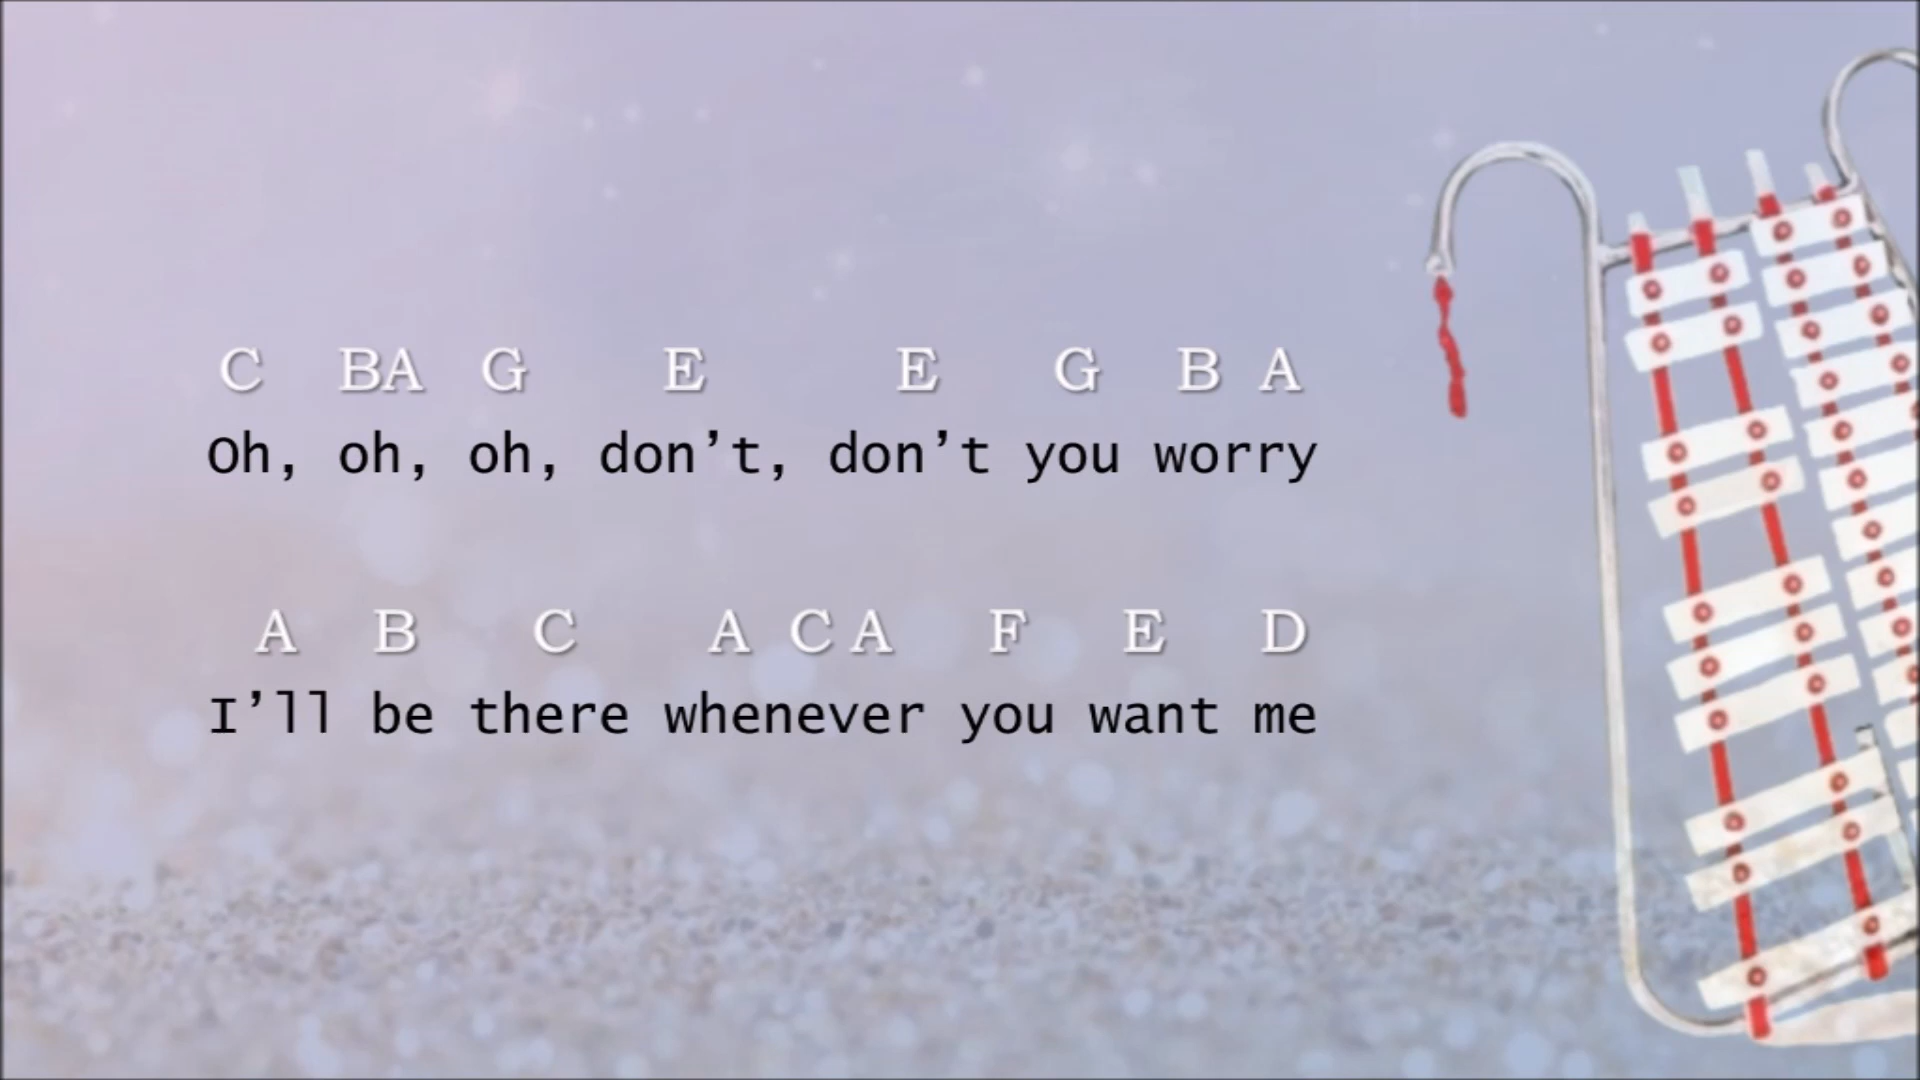 C BA G E E G B A
Oh, oh, oh, don’t, don’t you worry
A B C A C A F E D
I’ll be there whenever you want me